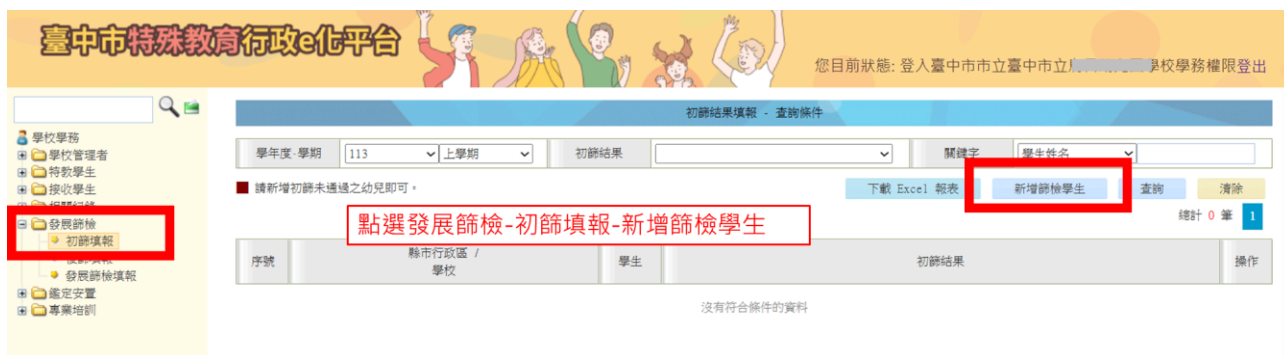 臺中市特殊教育行政e化平台
您目前狀態: 登入臺中市市立臺中市立 學校學務權限登出
初篩結果填報 - 查詢條件
學校學務
學校管理者
特教學生
接收學生
發展篩檢
初篩填報
發展篩檢填報
鑑定安置
專業培訓
學年度-學期 113 上學期 初篩結果 關鍵字 學生姓名
請新增初篩未通過之幼兒即可。
下載 Excel 報表 新增篩檢學生 查詢 清除
總計 0 筆 1
點選發展篩檢-初篩填報-新增篩檢學生
序號 縣市行政區 / 學生 初篩結果 操作
學校
沒有符合條件的資料